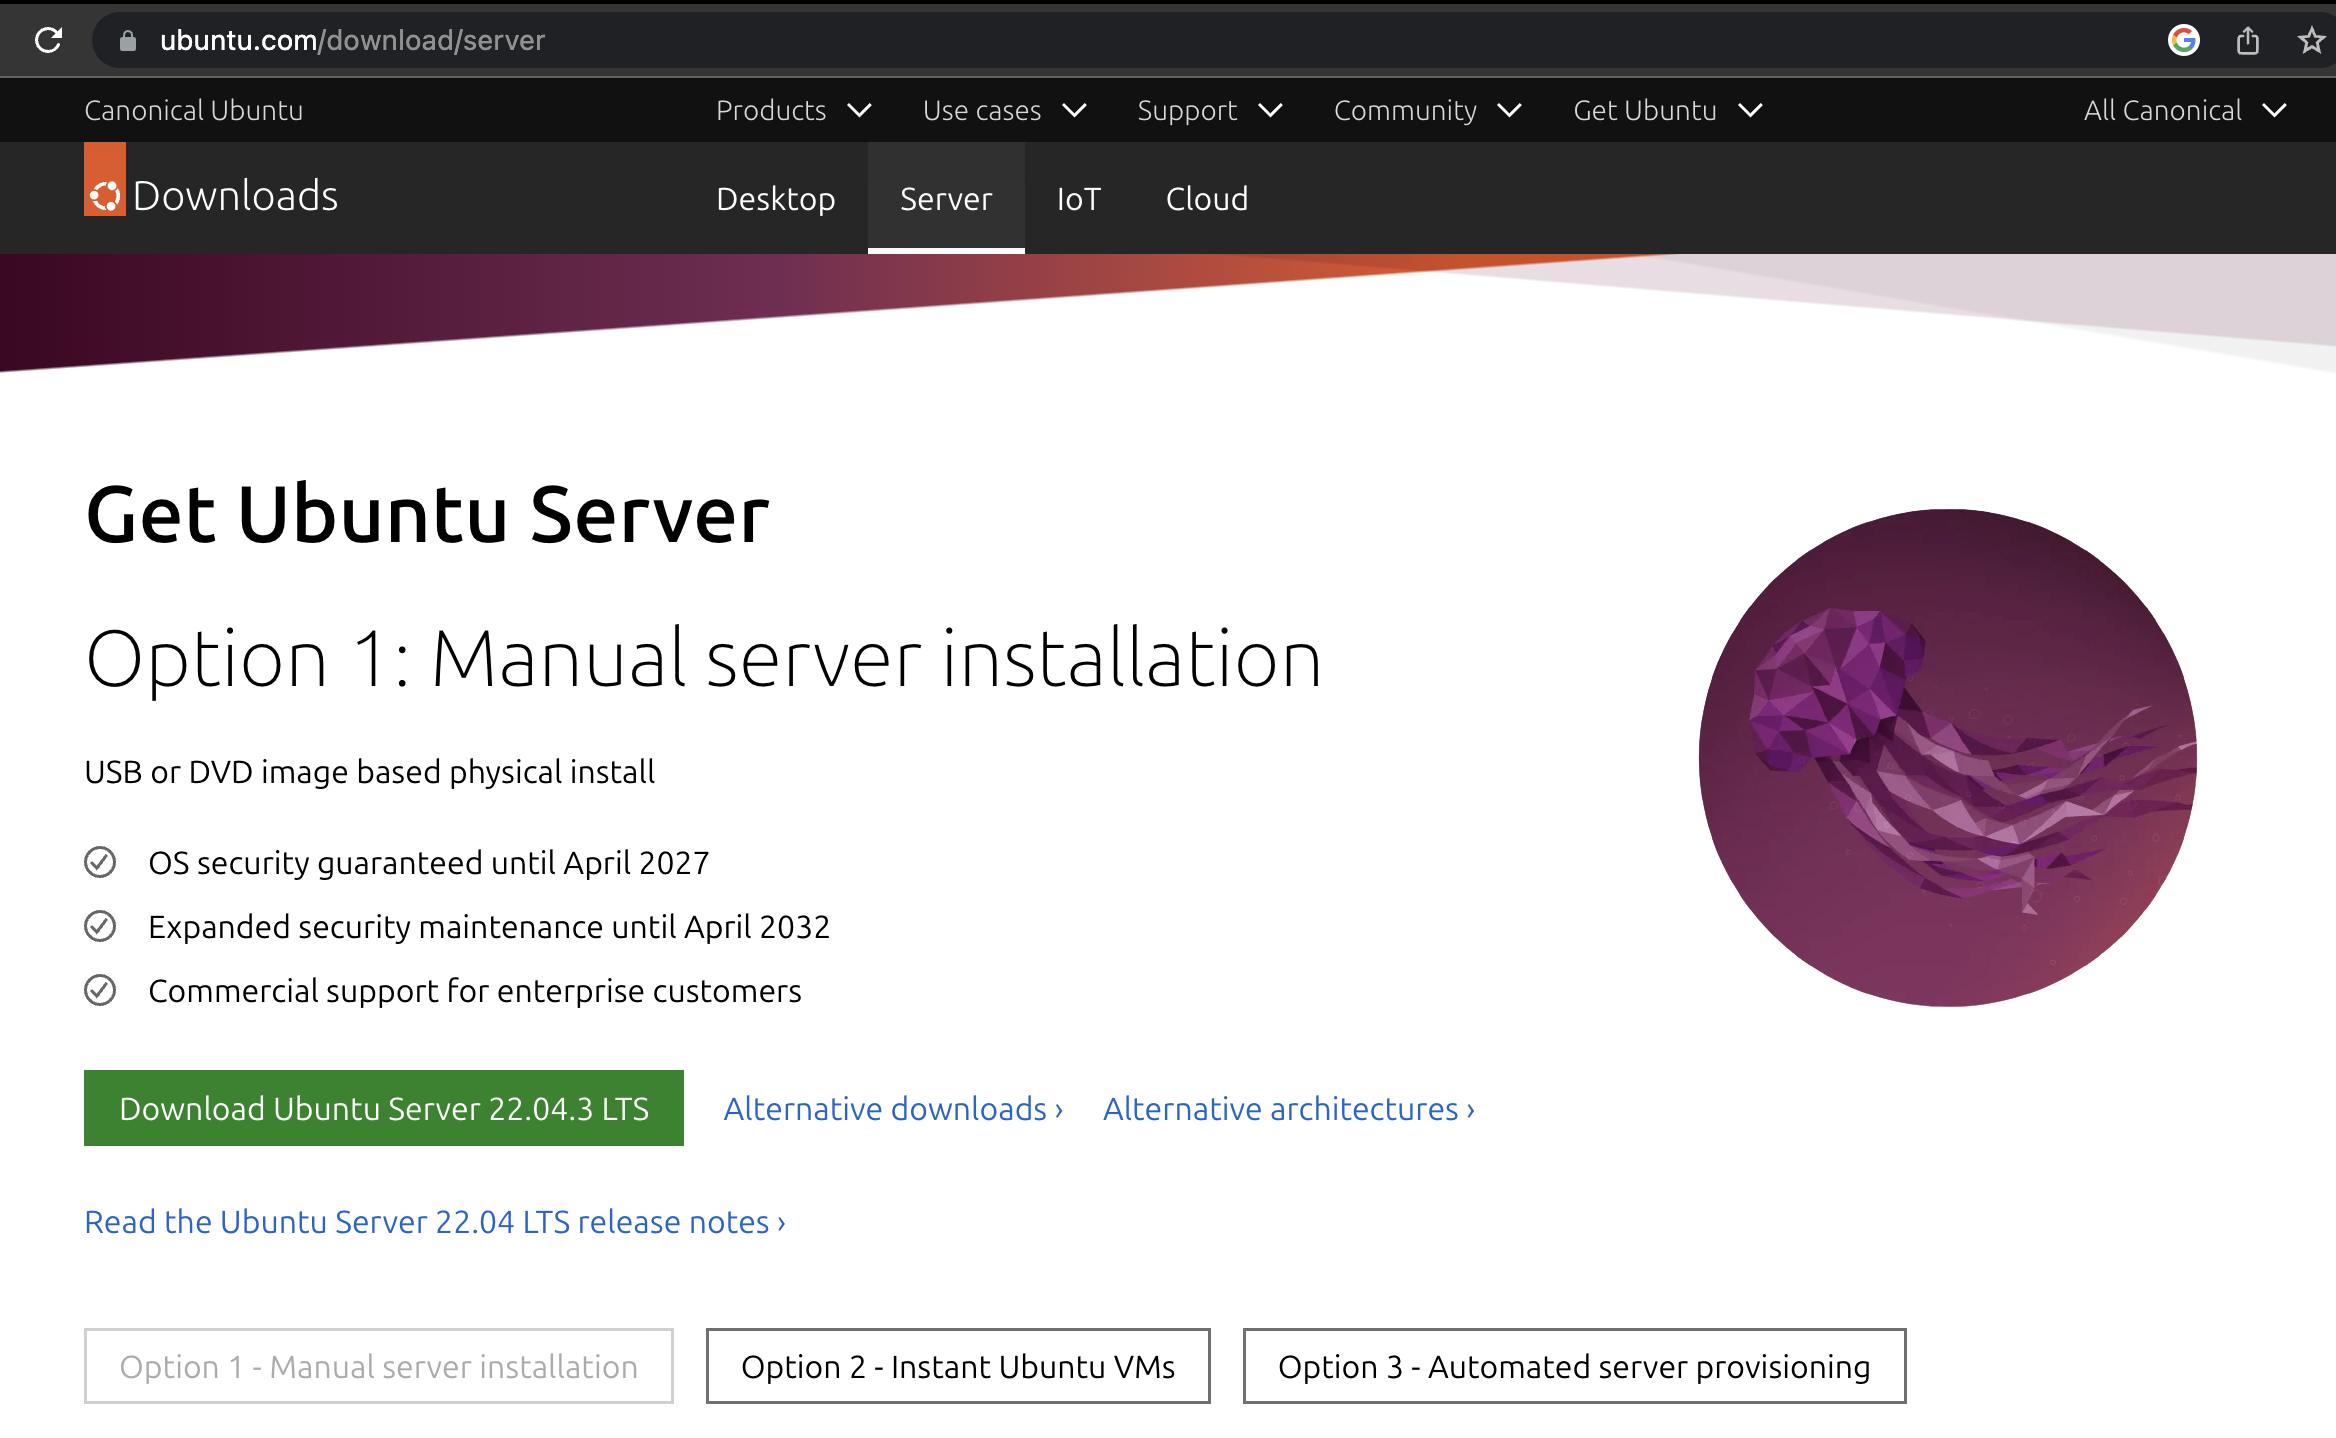 ubuntu.com/download/server
Canonical Ubuntu Products Use cases Support Community Get Ubuntu All Canonical
Downloads Desktop Server IoT Cloud
Get Ubuntu Server
Option 1: Manual server installation
USB or DVD image based physical install
OS security guaranteed until April 2027
Expanded security maintenance until April 2032
Commercial support for enterprise customers
Download Ubuntu Server 22.04.3 LTS Alternative downloads › Alternative architectures ›
Read the Ubuntu Server 22.04 LTS release notes ›
Option 1 - Manual server installation Option 2 - Instant Ubuntu VMs Option 3 - Automated server provisioning